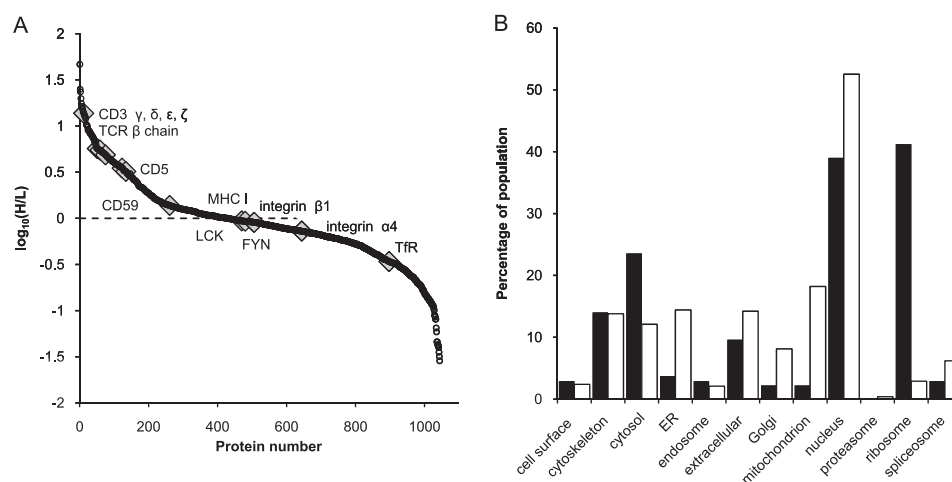 A
2
1.5
1
0.5
0
-0.5
-1
-1.5
-2
log10(H/L)
0 200 400 600 800 1000
Protein number
CD3 γ, δ, ε, ζ
TCR β chain
CD5
CD59
MHC I
integrin β1
LCK
FYN
integrin α4
TfR
B
60
50
40
30
20
10
0
Percentage of population
cell surface
cytoskeleton
cytosol
ER
endosome
extracellular
Golgi
mitochondrion
nucleus
proteasome
ribosome
spliceosome